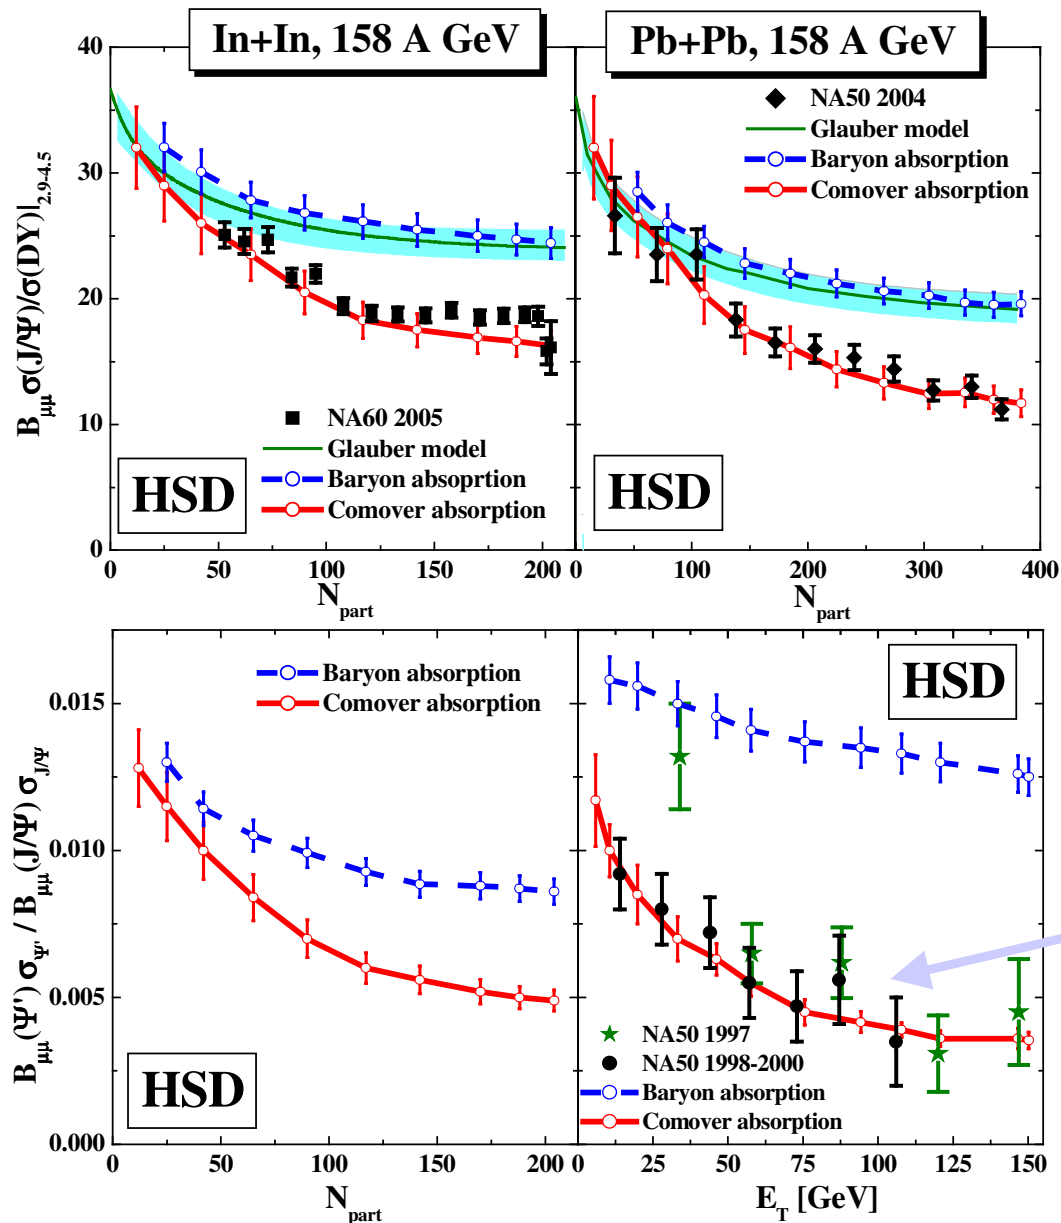 In+In, 158 A GeV
Pb+Pb, 158 A GeV
40
30
20
10
0
B_μμ σ(J/Ψ)/σ(DY)|_2.9-4.5
NA60 2005
Glauber model
Baryon absoprtion
Comover absorption
HSD
NA50 2004
Glauber model
Baryon absorption
Comover absorption
HSD
0 50 100 150 200
N_part
0 100 200 300 400
N_part
0.015
0.010
0.005
0.000
B_μμ(Ψ') σ_Ψ' / B_μμ(J/Ψ) σ_J/Ψ
Baryon absorption
Comover absorption
HSD
HSD
NA50 1997
NA50 1998-2000
Baryon absorption
Comover absorption
0 50 100 150 200
N_part
0 25 50 75 100 125 150
E_T [GeV]